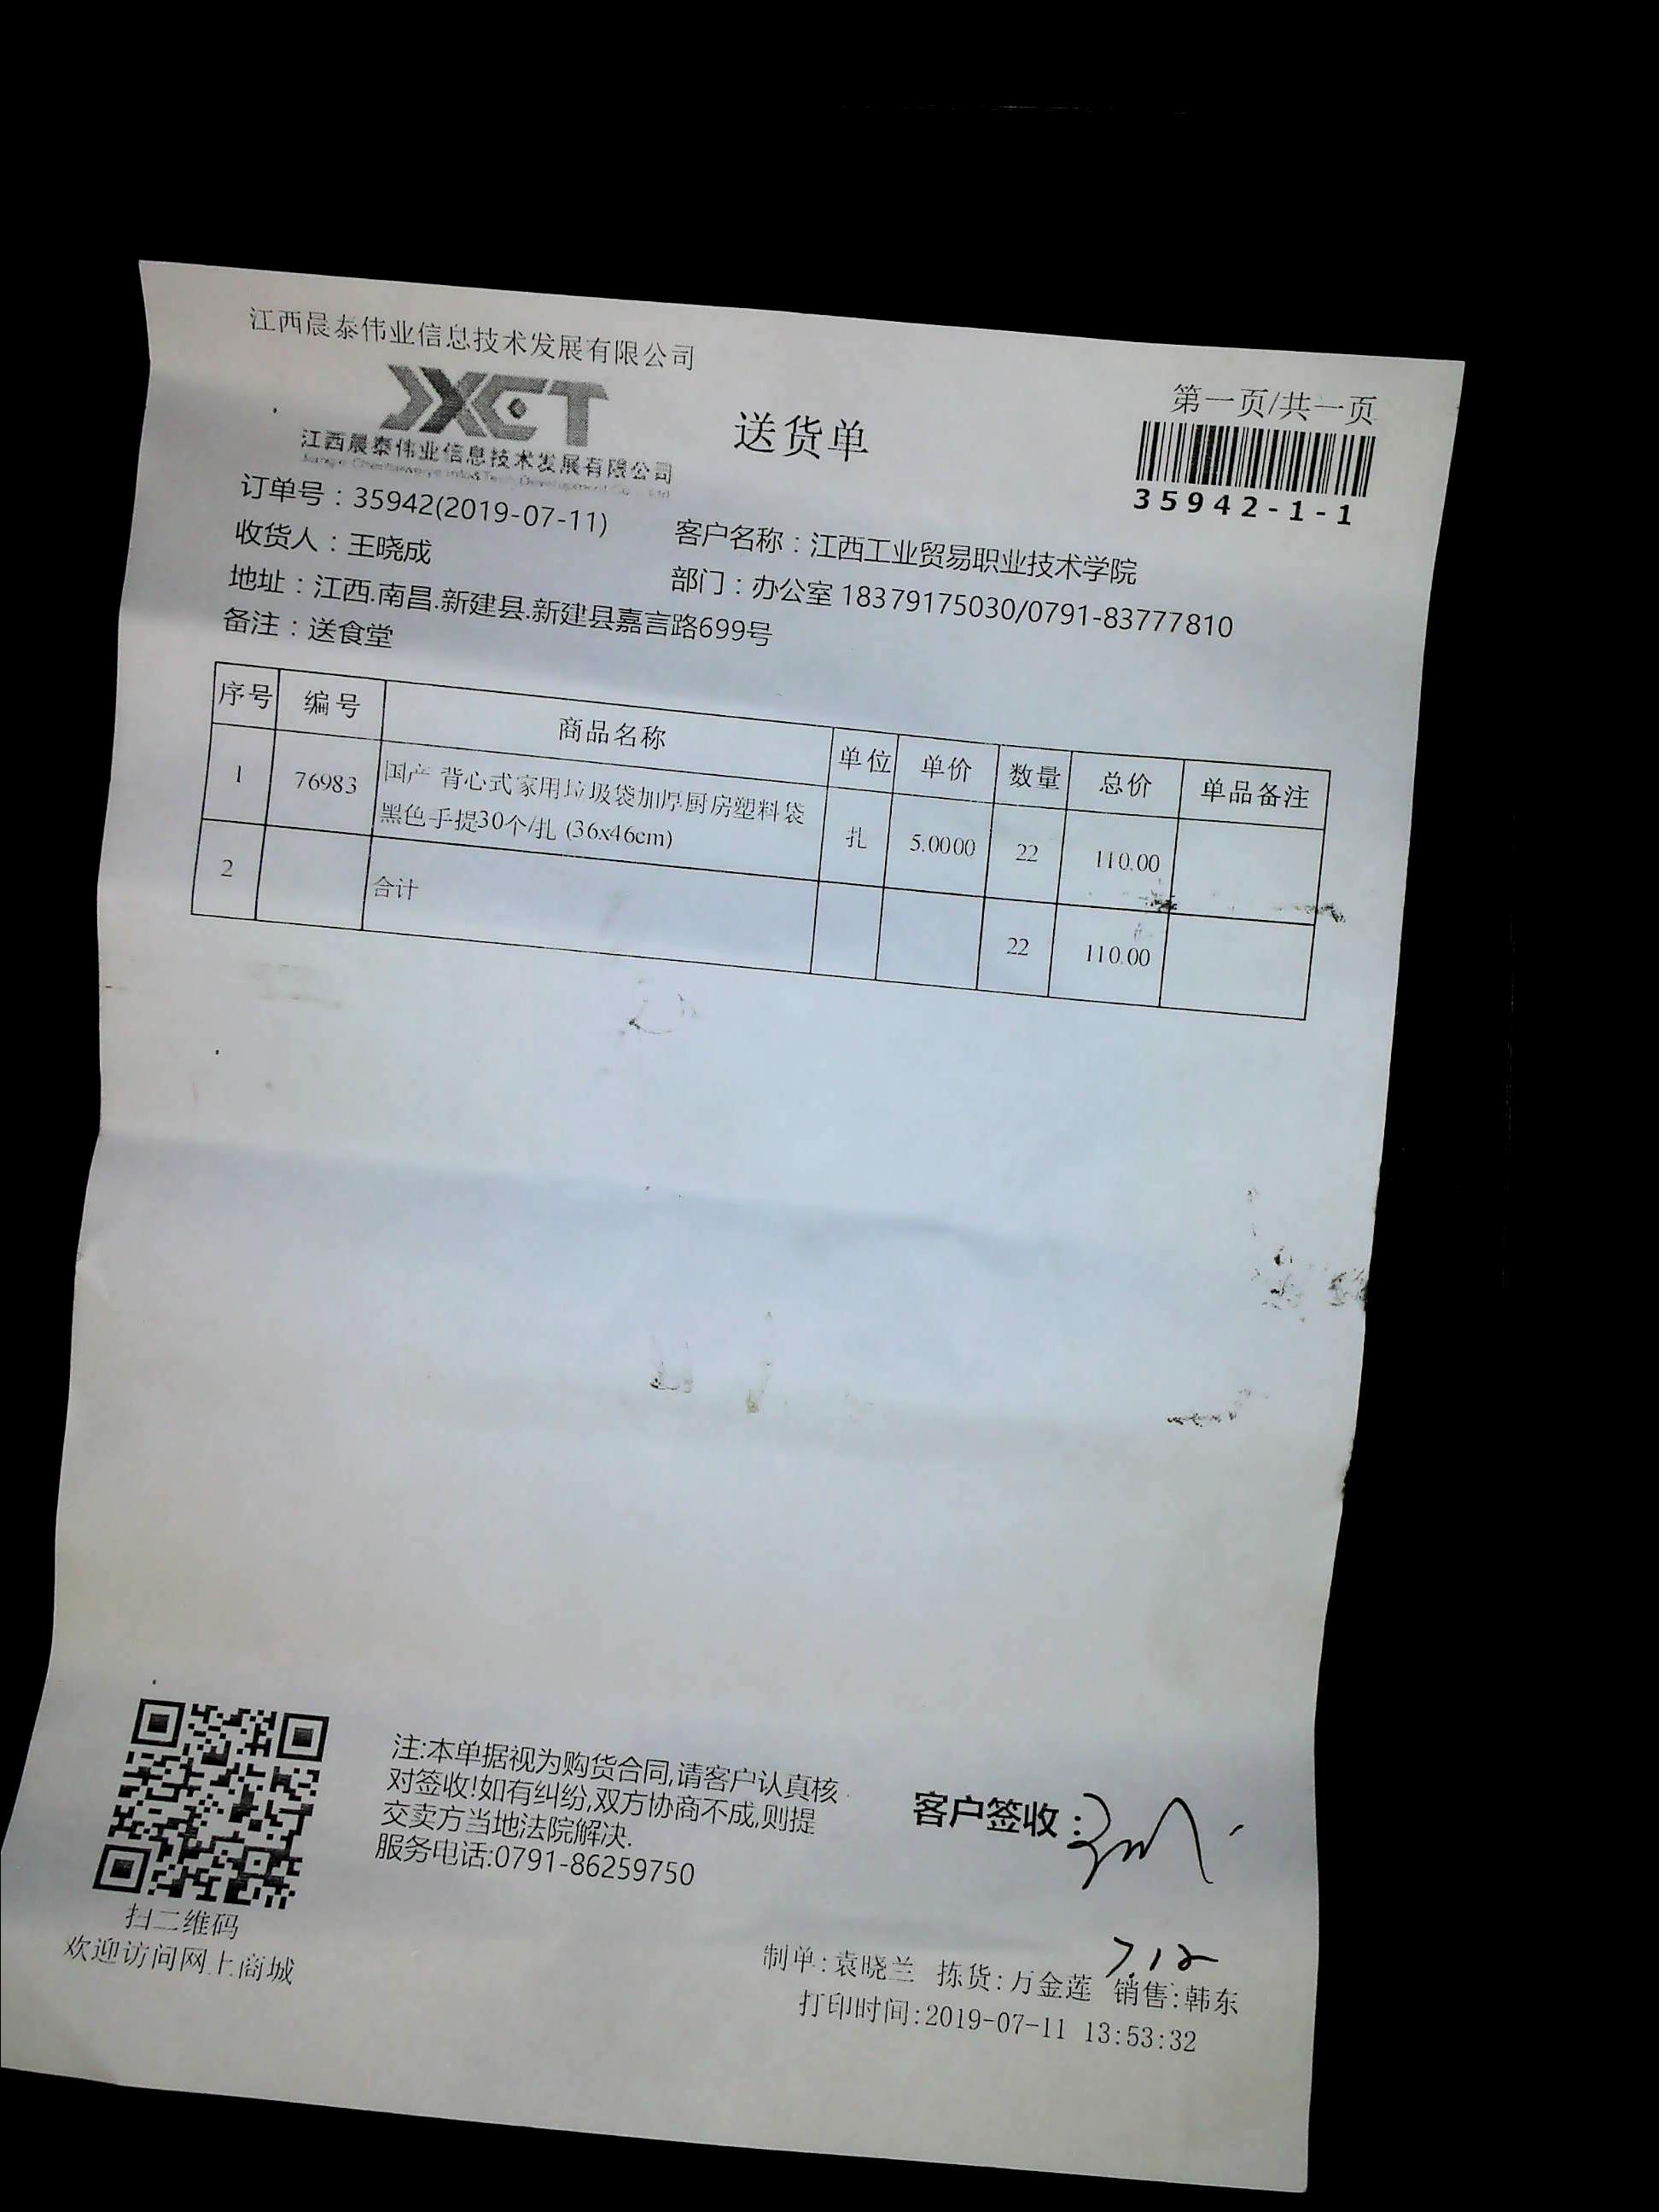 江西晨泰伟业信息技术发展有限公司
JXCT
江西晨泰伟业信息技术发展有限公司
送货单
第一页/共一页
35942-1-1
订单号：35942(2019-07-11)
客户名称：江西工业贸易职业技术学院
收货人：王晓成
部门：办公室 18379175030/0791-83777810
地址：江西.南昌.新建县.新建县嘉言路699号
备注：送食堂
序号 编号 商品名称 单位 单价 数量 总价 单品备注
1 76983 国产 背心式家用垃圾袋加厚厨房塑料袋
黑色手提30个/扎 (36x46cm) 扎 5.0000 22 110.00
2 合计 22 110.00
注:本单据视为购货合同,请客户认真核
对签收!如有纠纷,双方协商不成,则提
交卖方当地法院解决.
服务电话:0791-86259750
客户签收：
扫二维码
欢迎访问网上商城
7.12
制单:袁晓兰 拣货:万金莲 销售:韩东
打印时间:2019-07-11 13:53:32